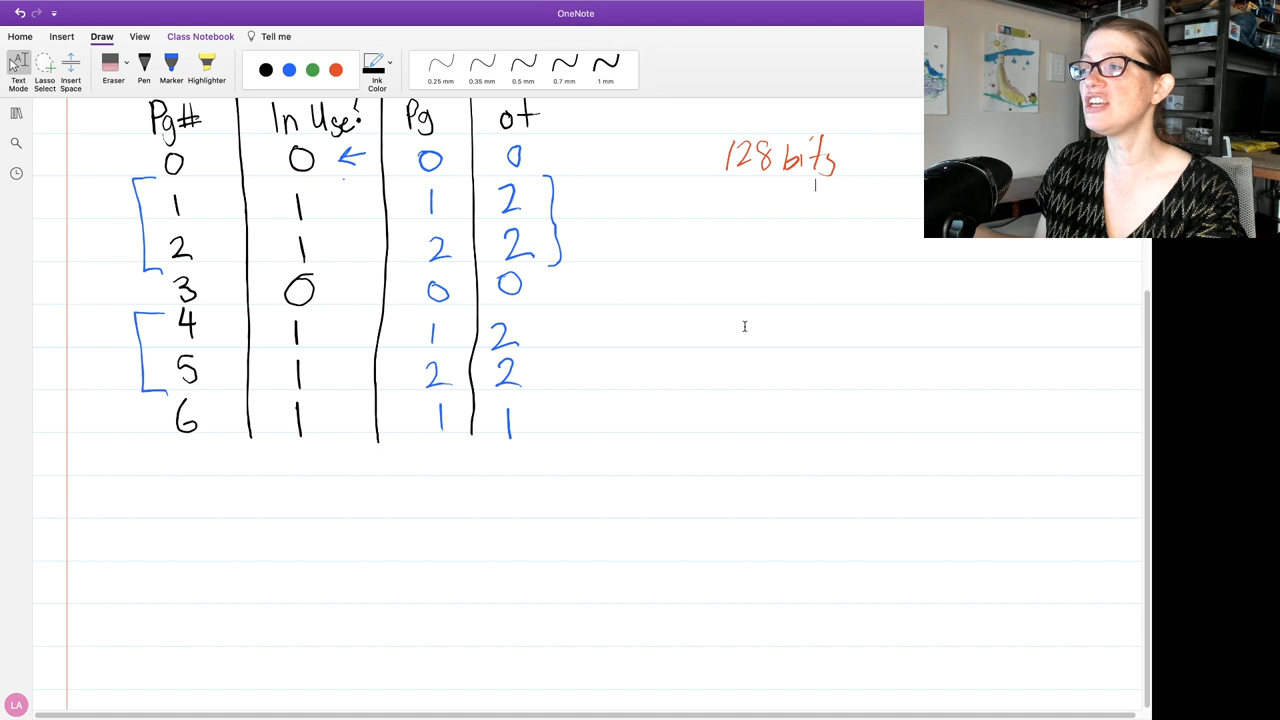 OneNote
Home Insert Draw View Class Notebook Tell me
Text Mode
Lasso Select
Insert Space
Eraser
Pen
Marker
Highlighter
Ink Color
0.25 mm
0.35 mm
0.5 mm
0.7 mm
1 mm
Pg# In Use? Pg of
0 0 ← 0 0
1 1 1 2
2 1 2 2
3 0 0 0
4 1 1 2
5 1 2 2
6 1 1 1
128 bits
LA